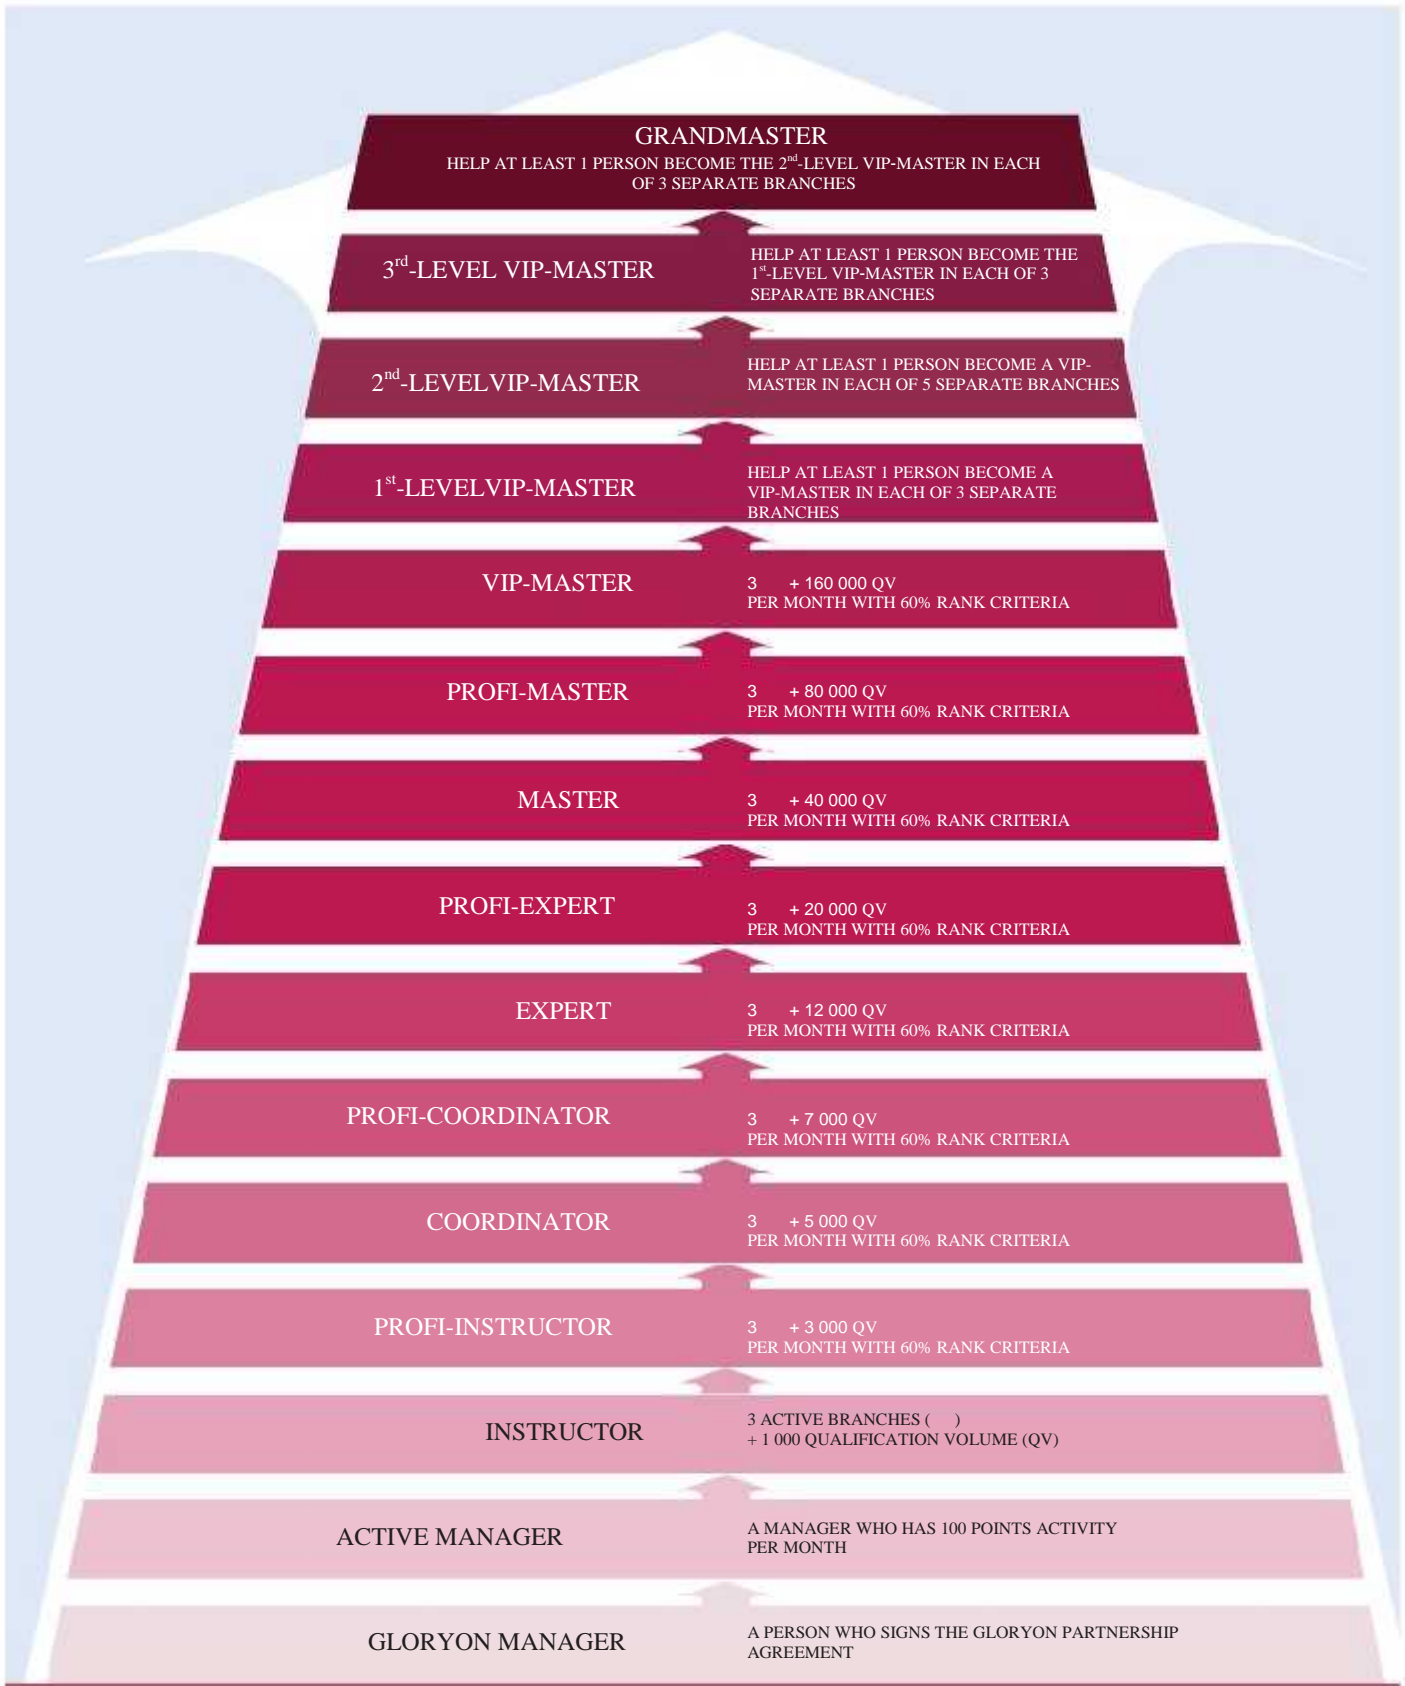 GRANDMASTER
HELP AT LEAST 1 PERSON BECOME THE 2nd-LEVEL VIP-MASTER IN EACH
OF 3 SEPARATE BRANCHES
3rd-LEVEL VIP-MASTER
HELP AT LEAST 1 PERSON BECOME THE
1st-LEVEL VIP-MASTER IN EACH OF 3
SEPARATE BRANCHES
2nd-LEVELVIP-MASTER
HELP AT LEAST 1 PERSON BECOME A VIP-
MASTER IN EACH OF 5 SEPARATE BRANCHES
1st-LEVELVIP-MASTER
HELP AT LEAST 1 PERSON BECOME A
VIP-MASTER IN EACH OF 3 SEPARATE
BRANCHES
VIP-MASTER
3 + 160 000 QV
PER MONTH WITH 60% RANK CRITERIA
PROFI-MASTER
3 + 80 000 QV
PER MONTH WITH 60% RANK CRITERIA
MASTER
3 + 40 000 QV
PER MONTH WITH 60% RANK CRITERIA
PROFI-EXPERT
3 + 20 000 QV
PER MONTH WITH 60% RANK CRITERIA
EXPERT
3 + 12 000 QV
PER MONTH WITH 60% RANK CRITERIA
PROFI-COORDINATOR
3 + 7 000 QV
PER MONTH WITH 60% RANK CRITERIA
COORDINATOR
3 + 5 000 QV
PER MONTH WITH 60% RANK CRITERIA
PROFI-INSTRUCTOR
3 + 3 000 QV
PER MONTH WITH 60% RANK CRITERIA
INSTRUCTOR
3 ACTIVE BRANCHES ( )
+ 1 000 QUALIFICATION VOLUME (QV)
ACTIVE MANAGER
A MANAGER WHO HAS 100 POINTS ACTIVITY
PER MONTH
GLORYON MANAGER
A PERSON WHO SIGNS THE GLORYON PARTNERSHIP
AGREEMENT